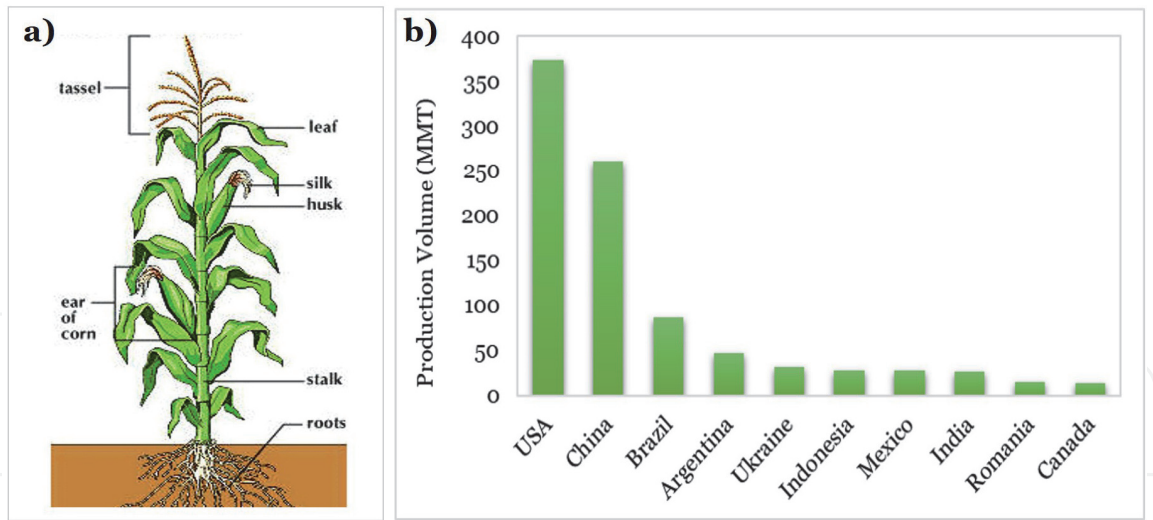 a)
tassel
leaf
silk
husk
ear
of
corn
stalk
roots
b)
Production Volume (MMT)
400
350
300
250
200
150
100
50
0
USA
China
Brazil
Argentina
Ukraine
Indonesia
Mexico
India
Romania
Canada